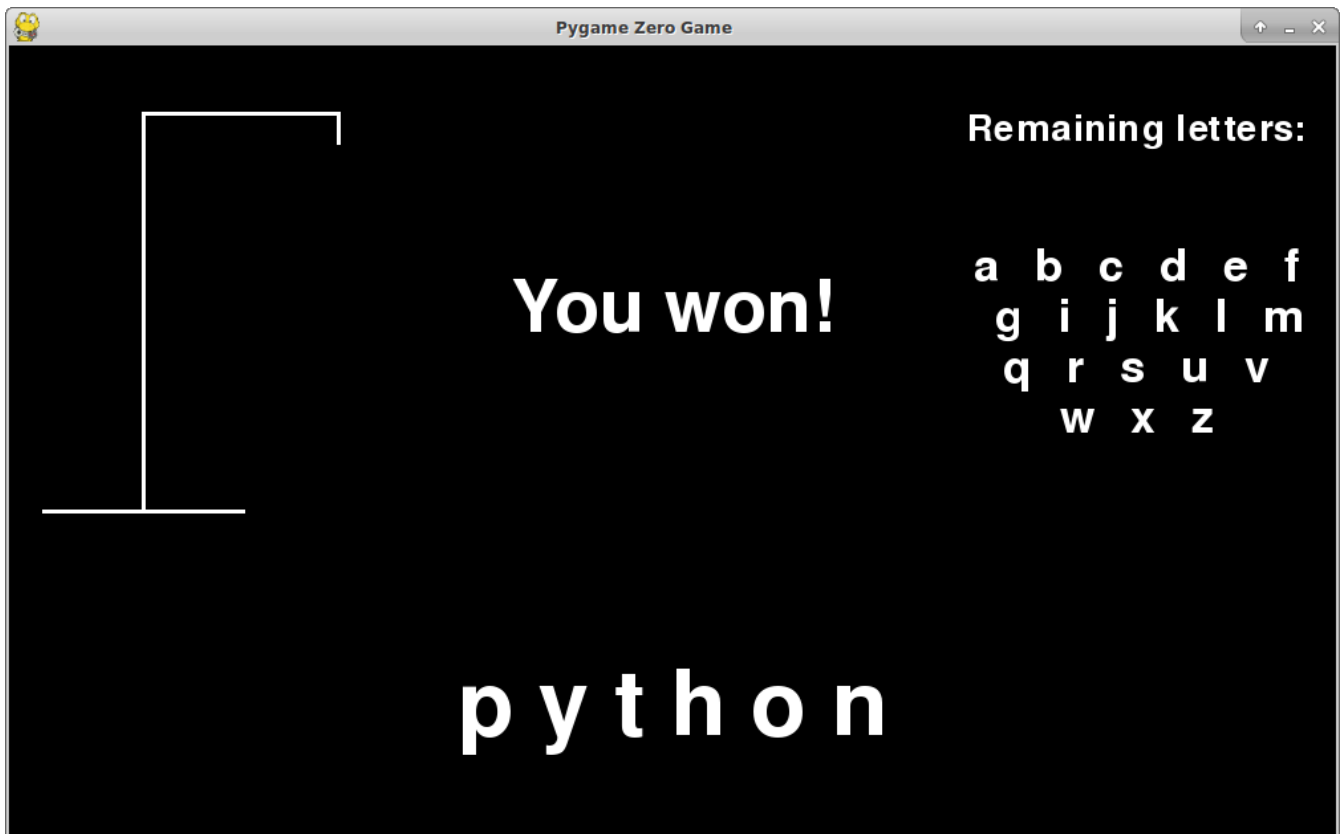 Pygame Zero Game
Remaining letters:
a b c d e f
g i j k l m
q r s u v
w x z
You won!
p y t h o n